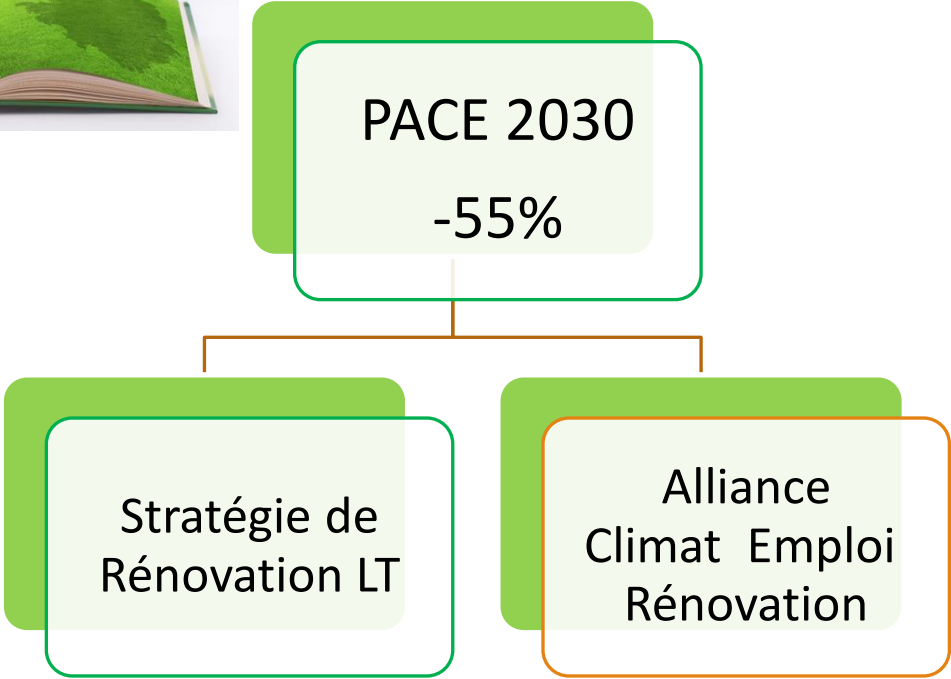 PACE 2030
-55%
Stratégie de
Rénovation LT
Alliance
Climat  Emploi
Rénovation